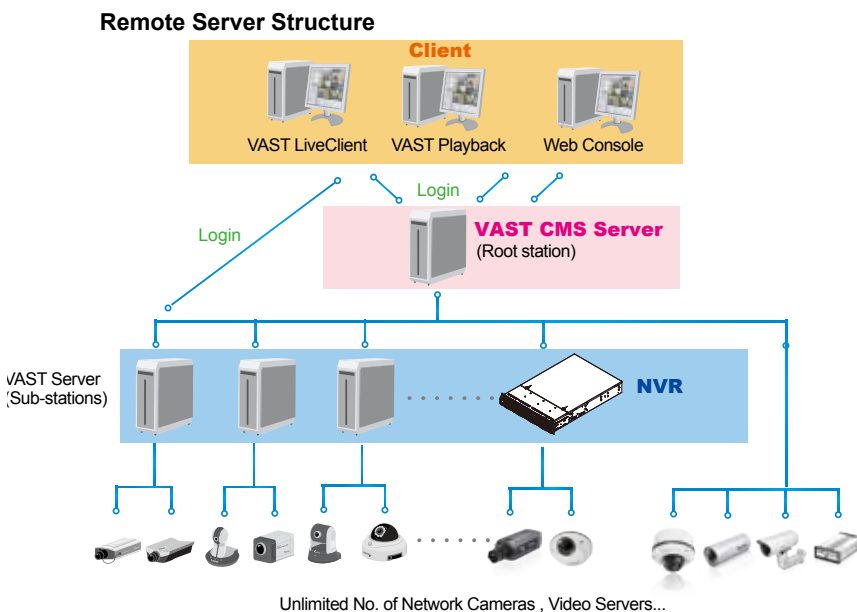 Remote Server Structure
Client
VAST LiveClient
VAST Playback
Web Console
Login
Login
VAST CMS Server
(Root station)
VAST Server
(Sub-stations)
NVR
Unlimited No. of Network Cameras , Video Servers...